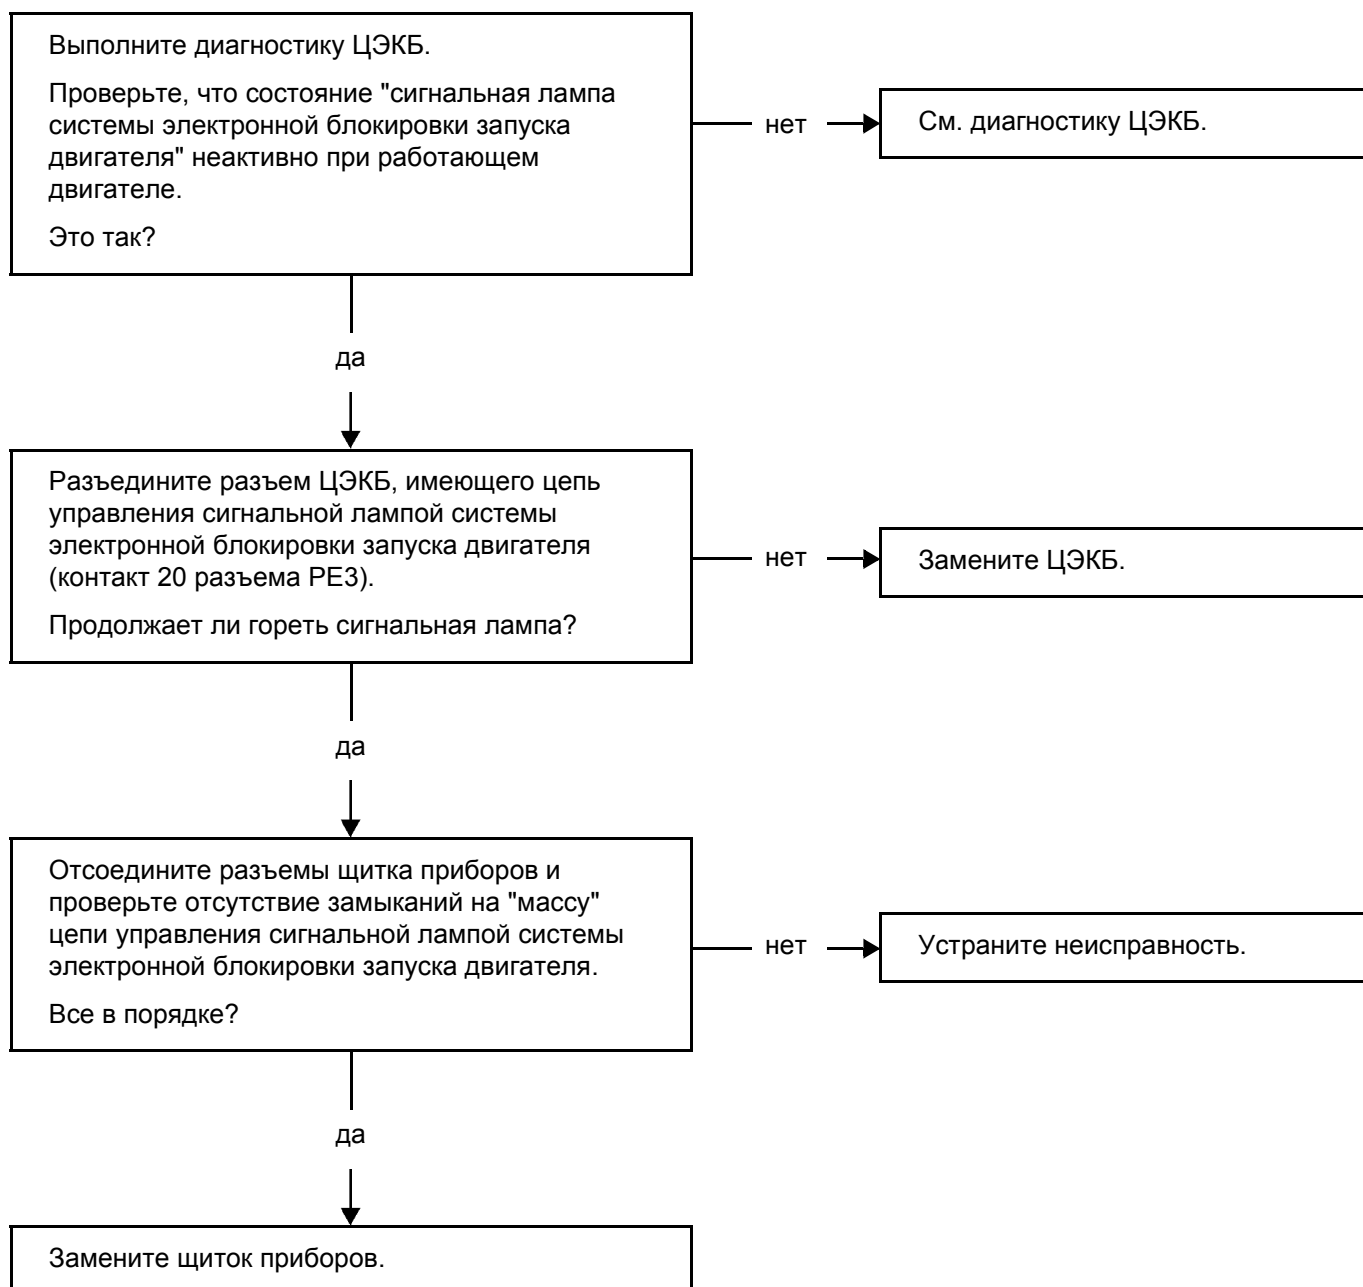 Выполните диагностику ЦЭКБ.
Проверьте, что состояние "сигнальная лампа
системы электронной блокировки запуска
двигателя" неактивно при работающем
двигателе.
Это так?
нет
См. диагностику ЦЭКБ.
да
Разъедините разъем ЦЭКБ, имеющего цепь
управления сигнальной лампой системы
электронной блокировки запуска двигателя
(контакт 20 разъема PE3).
Продолжает ли гореть сигнальная лампа?
нет
Замените ЦЭКБ.
да
Отсоедините разъемы щитка приборов и
проверьте отсутствие замыканий на "массу"
цепи управления сигнальной лампой системы
электронной блокировки запуска двигателя.
Все в порядке?
нет
Устраните неисправность.
да
Замените щиток приборов.